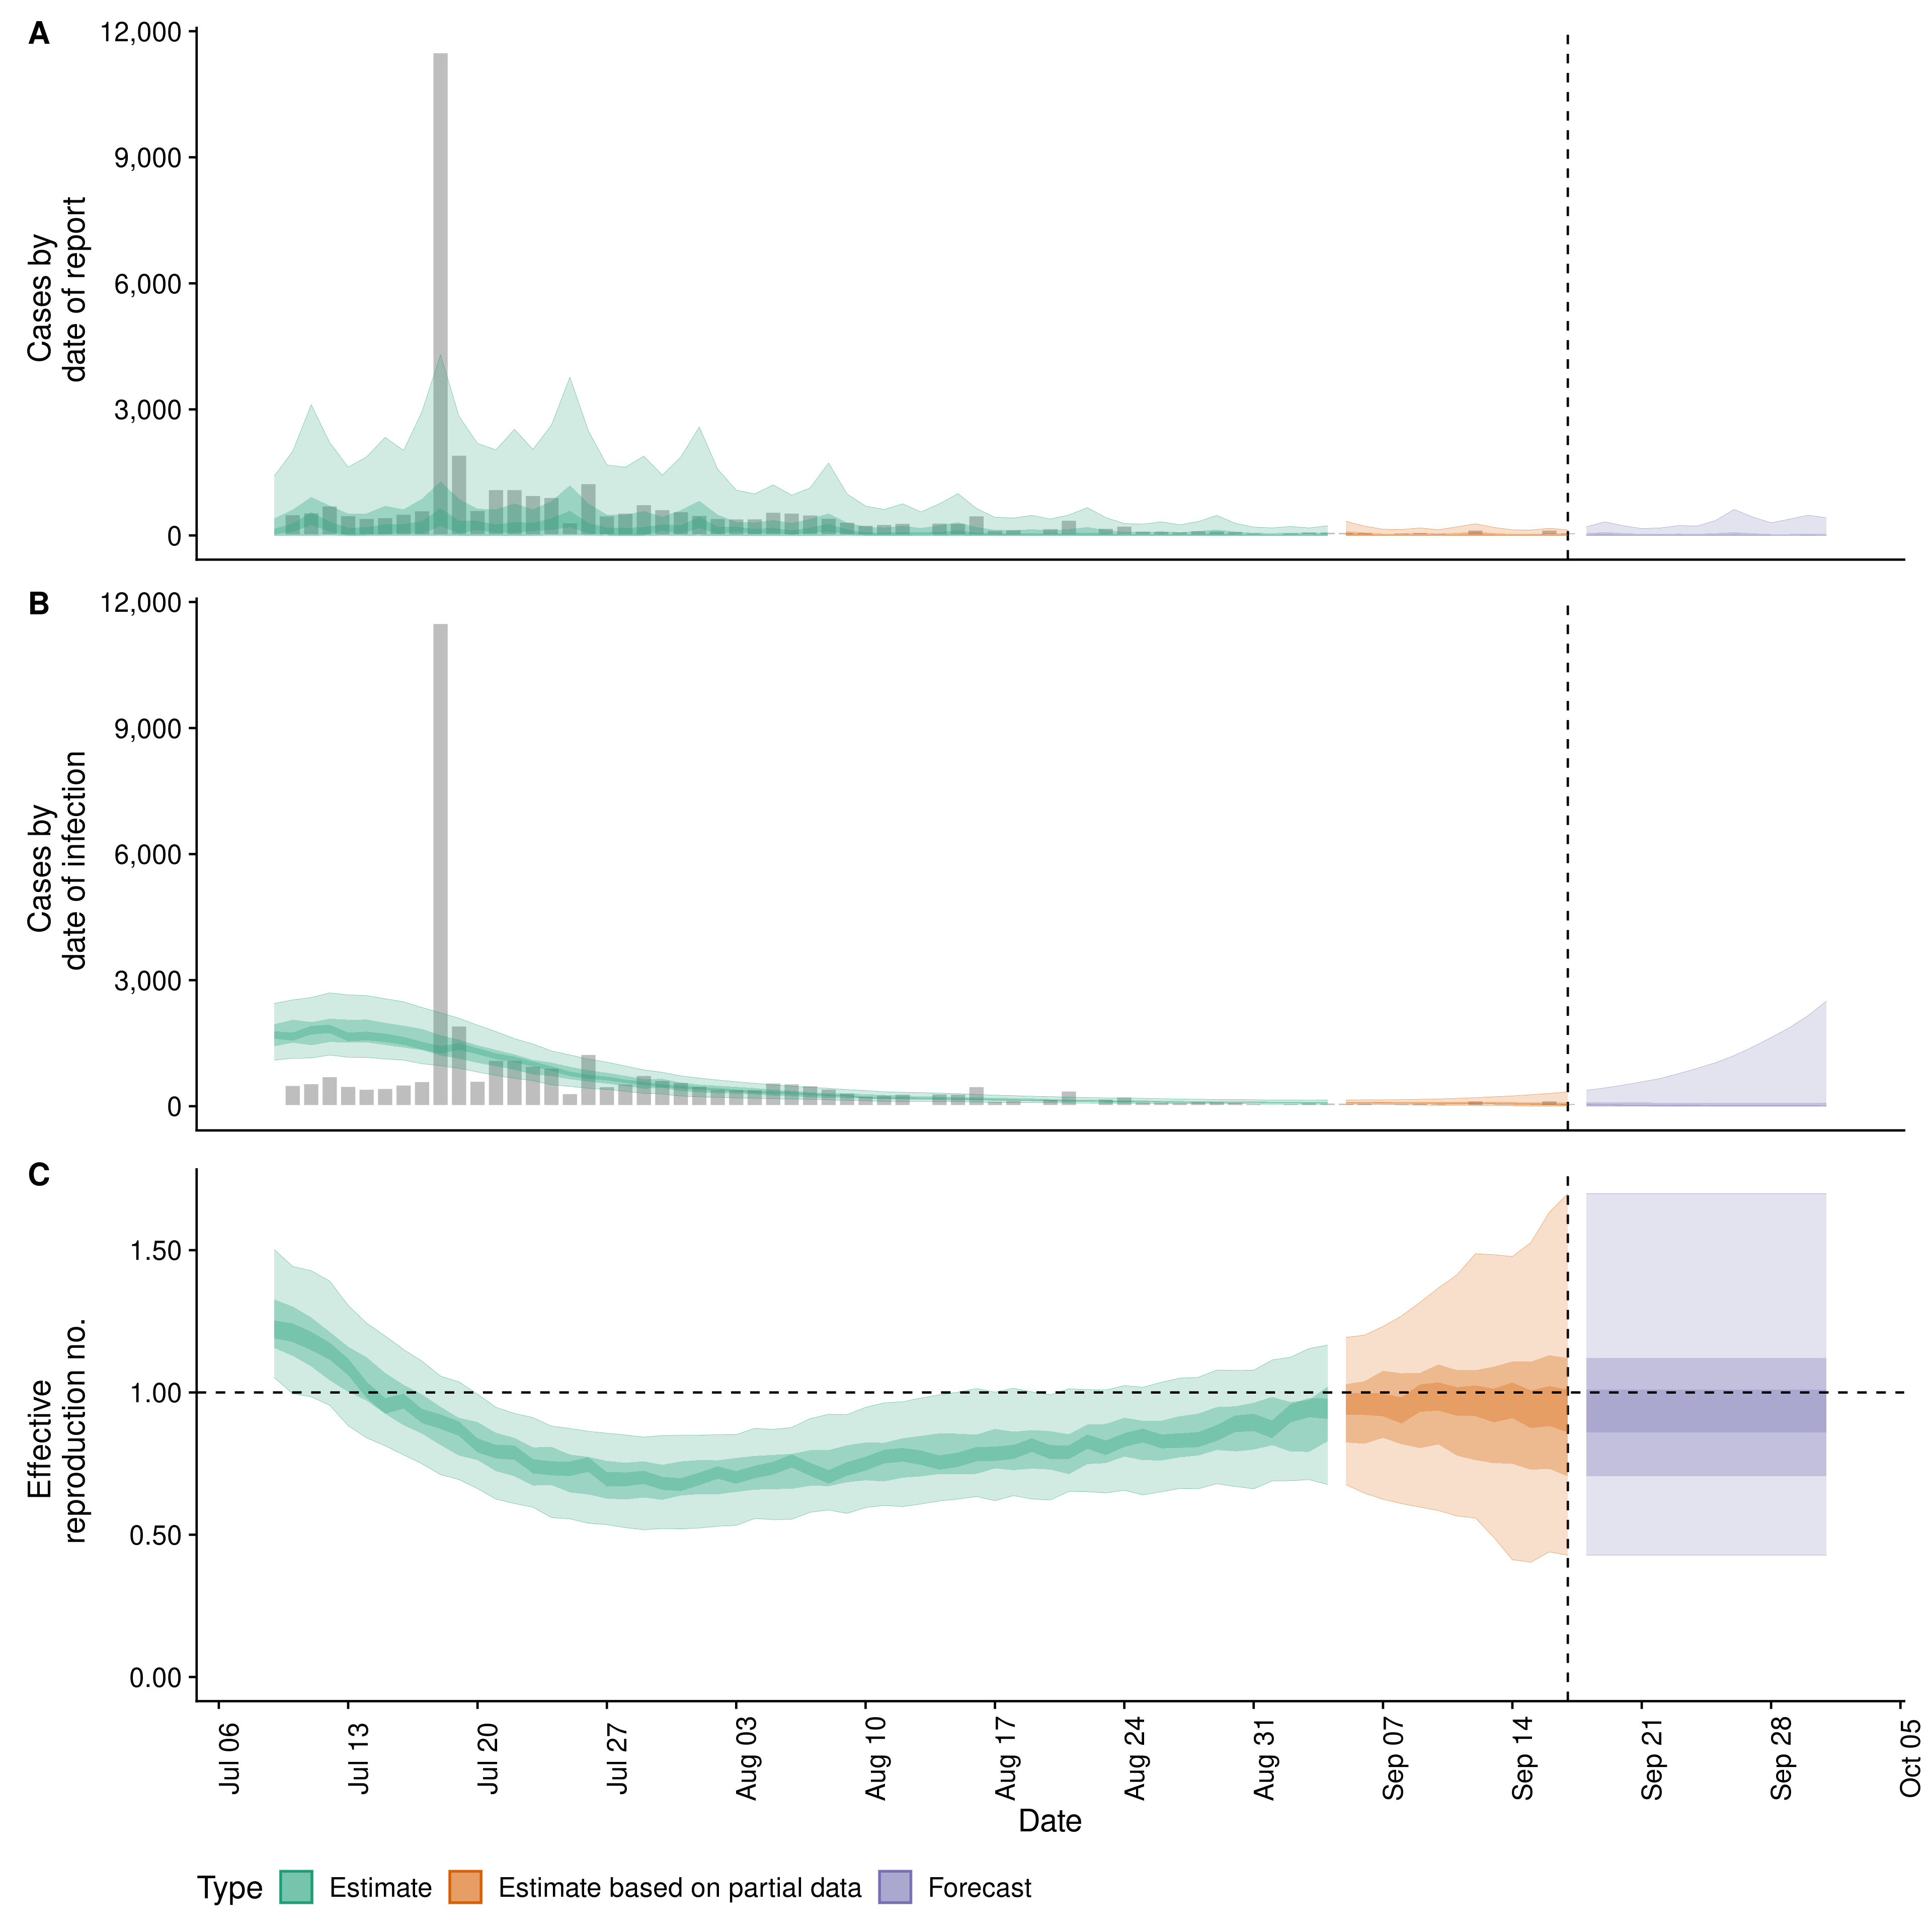 A
12,000
9,000
6,000
3,000
0
Cases by
date of report
B
12,000
9,000
6,000
3,000
0
Cases by
date of infection
C
1.50
1.00
0.50
0.00
Effective
reproduction no.
Jul 06
Jul 13
Jul 20
Jul 27
Aug 03
Aug 10
Aug 17
Aug 24
Aug 31
Sep 07
Sep 14
Sep 21
Sep 28
Oct 05
Date
Type Estimate Estimate based on partial data Forecast